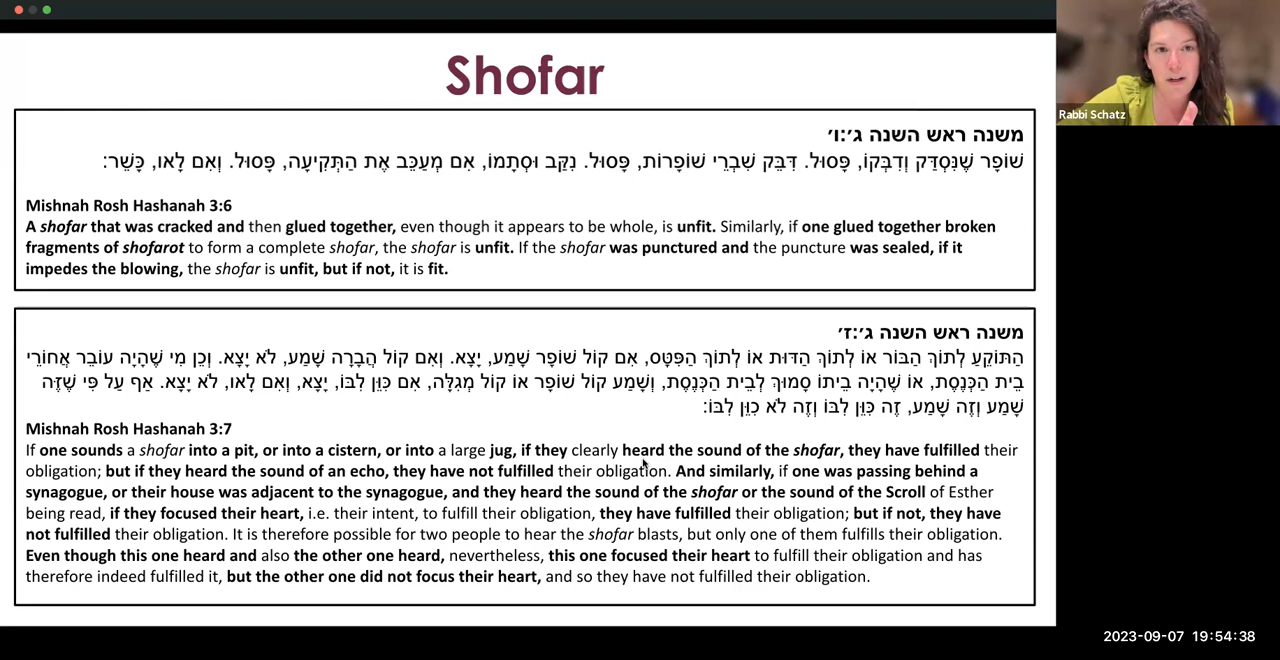 Shofar
משנה ראש השנה ג׳:ו׳
שׁוֹפָר שֶׁנִּסְדַּק וְדִבְּקוֹ, פָּסוּל. דִּבֵּק שִׁבְרֵי שׁוֹפָרוֹת, פָּסוּל. נִקַּב וּסְתָמוֹ, אִם מְעַכֵּב אֶת הַתְּקִיעָה, פָּסוּל. וְאִם לָאו, כָּשֵׁר:
Mishnah Rosh Hashanah 3:6
A shofar that was cracked and then glued together, even though it appears to be whole, is unfit. Similarly, if one glued together broken
fragments of shofarot to form a complete shofar, the shofar is unfit. If the shofar was punctured and the puncture was sealed, if it
impedes the blowing, the shofar is unfit, but if not, it is fit.
משנה ראש השנה ג׳:ז׳
הַתּוֹקֵעַ לְתוֹךְ הַבּוֹר אוֹ לְתוֹךְ הַדּוּת אוֹ לְתוֹךְ הַפִּטָּס, אִם קוֹל שׁוֹפָר שָׁמַע, יָצָא. וְאִם קוֹל הֲבָרָה שָׁמַע, לֹא יָצָא. וְכֵן מִי שֶׁהָיָה עוֹבֵר אֲחוֹרֵי
בֵית הַכְּנֶסֶת, אוֹ שֶׁהָיָה בֵיתוֹ סָמוּךְ לְבֵית הַכְּנֶסֶת, וְשָׁמַע קוֹל שׁוֹפָר אוֹ קוֹל מְגִלָּה, אִם כִּוֵּן לִבּוֹ, יָצָא, וְאִם לָאו, לֹא יָצָא. אַף עַל פִּי שֶׁזֶּה
שָׁמַע וְזֶה שָׁמַע, זֶה כִּוֵּן לִבּוֹ וְזֶה לֹא כִוֵּן לִבּוֹ:
Mishnah Rosh Hashanah 3:7
If one sounds a shofar into a pit, or into a cistern, or into a large jug, if they clearly heard the sound of the shofar, they have fulfilled their
obligation; but if they heard the sound of an echo, they have not fulfilled their obligation. And similarly, if one was passing behind a
synagogue, or their house was adjacent to the synagogue, and they heard the sound of the shofar or the sound of the Scroll of Esther
being read, if they focused their heart, i.e. their intent, to fulfill their obligation, they have fulfilled their obligation; but if not, they have
not fulfilled their obligation. It is therefore possible for two people to hear the shofar blasts, but only one of them fulfills their obligation.
Even though this one heard and also the other one heard, nevertheless, this one focused their heart to fulfill their obligation and has
therefore indeed fulfilled it, but the other one did not focus their heart, and so they have not fulfilled their obligation.
Rabbi Schatz
2023-09-07 19:54:38